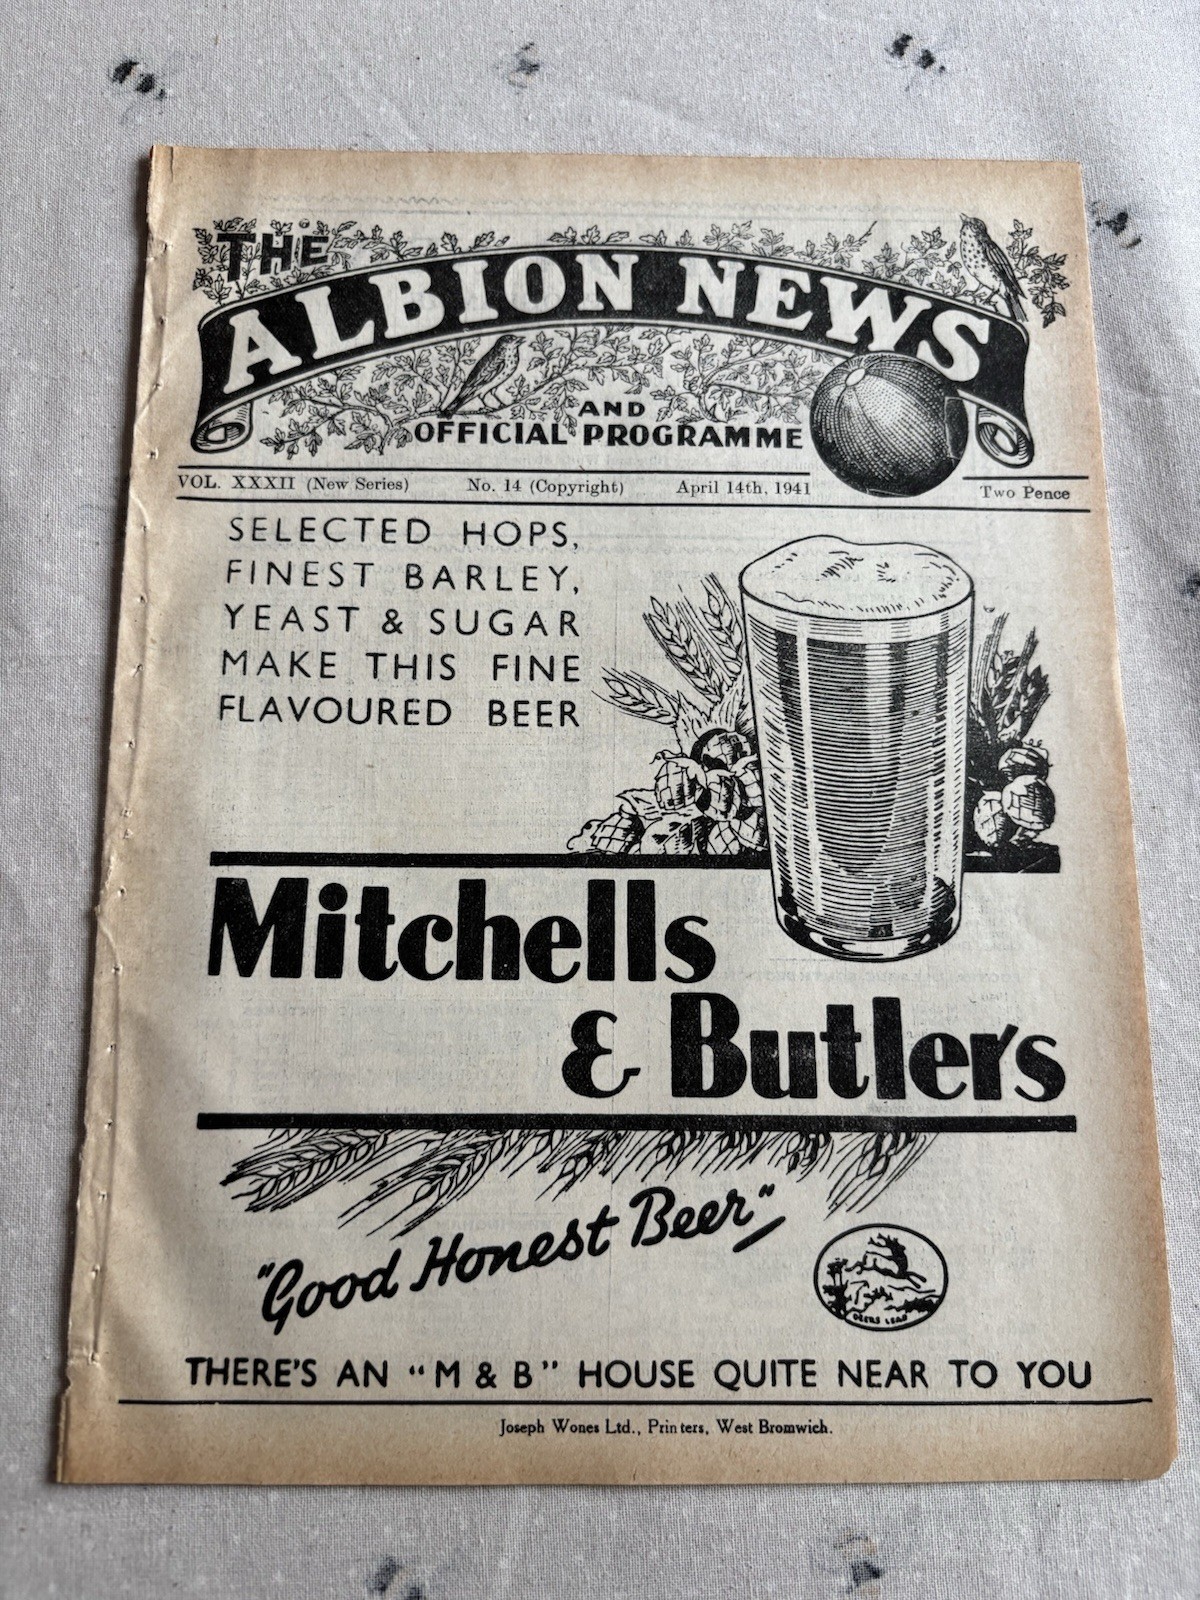 THE
ALBION NEWS
AND
OFFICIAL PROGRAMME
VOL. XXXII (New Series) No. 14 (Copyright) April 14th, 1941 Two Pence
SELECTED HOPS,
FINEST BARLEY,
YEAST & SUGAR
MAKE THIS FINE
FLAVOURED BEER
Mitchells
& Butlers
"Good Honest Beer"
DEERS LEAP
THERE'S AN "M & B" HOUSE QUITE NEAR TO YOU
Joseph Wones Ltd., Printers, West Bromwich.